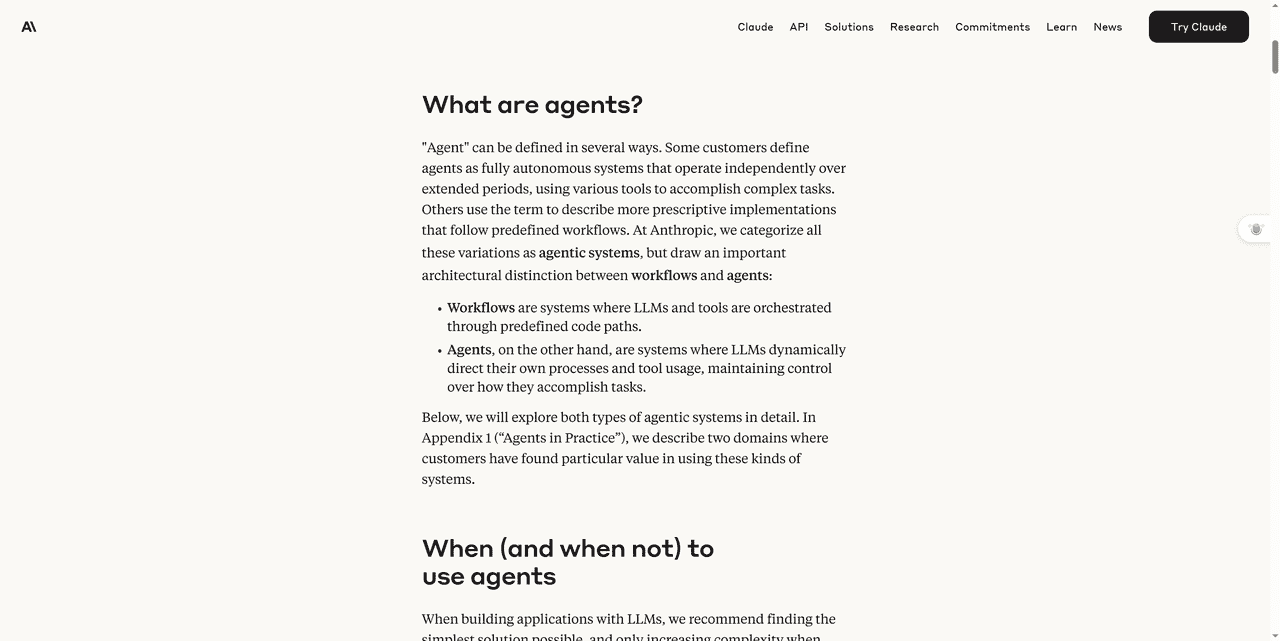 A\
Claude API Solutions Research Commitments Learn News Try Claude
What are agents?
"Agent" can be defined in several ways. Some customers define
agents as fully autonomous systems that operate independently over
extended periods, using various tools to accomplish complex tasks.
Others use the term to describe more prescriptive implementations
that follow predefined workflows. At Anthropic, we categorize all
these variations as agentic systems, but draw an important
architectural distinction between workflows and agents:
• Workflows are systems where LLMs and tools are orchestrated
through predefined code paths.
• Agents, on the other hand, are systems where LLMs dynamically
direct their own processes and tool usage, maintaining control
over how they accomplish tasks.
Below, we will explore both types of agentic systems in detail. In
Appendix 1 (“Agents in Practice”), we describe two domains where
customers have found particular value in using these kinds of
systems.
When (and when not) to
use agents
When building applications with LLMs, we recommend finding the
simplest solution possible, and only increasing complexity when